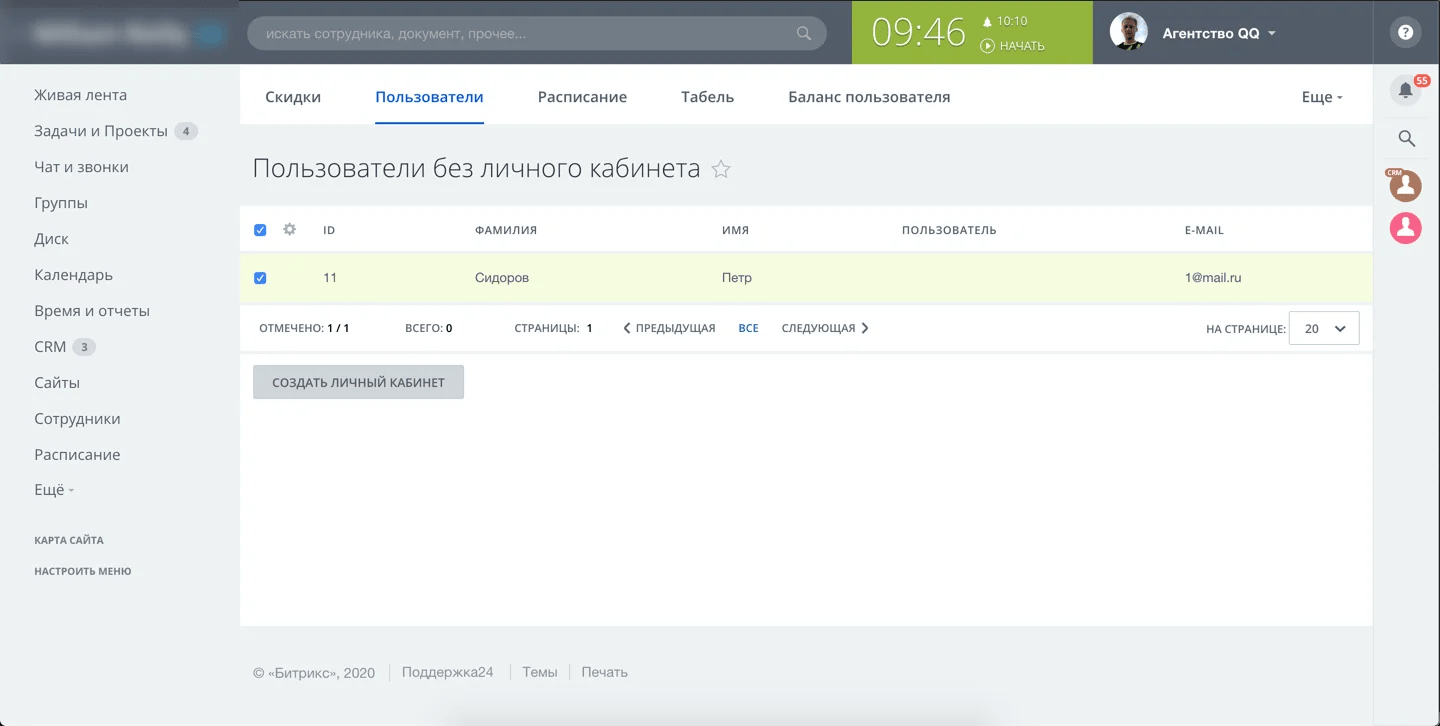 искать сотрудника, документ, прочее...
09:46
10:10
НАЧАТЬ
Агентство QQ
?
55
CRM
Живая лента
Задачи и Проекты 4
Чат и звонки
Группы
Диск
Календарь
Время и отчеты
CRM 3
Сайты
Сотрудники
Расписание
Ещё
КАРТА САЙТА
НАСТРОИТЬ МЕНЮ
Скидки Пользователи Расписание Табель Баланс пользователя Еще
Пользователи без личного кабинета
ID ФАМИЛИЯ ИМЯ ПОЛЬЗОВАТЕЛЬ E-MAIL
11 Сидоров Петр 1@mail.ru
ОТМЕЧЕНО: 1 / 1 ВСЕГО: 0 СТРАНИЦЫ: 1 ПРЕДЫДУЩАЯ ВСЕ СЛЕДУЮЩАЯ НА СТРАНИЦЕ: 20
СОЗДАТЬ ЛИЧНЫЙ КАБИНЕТ
© «Битрикс», 2020 Поддержка24 Темы Печать